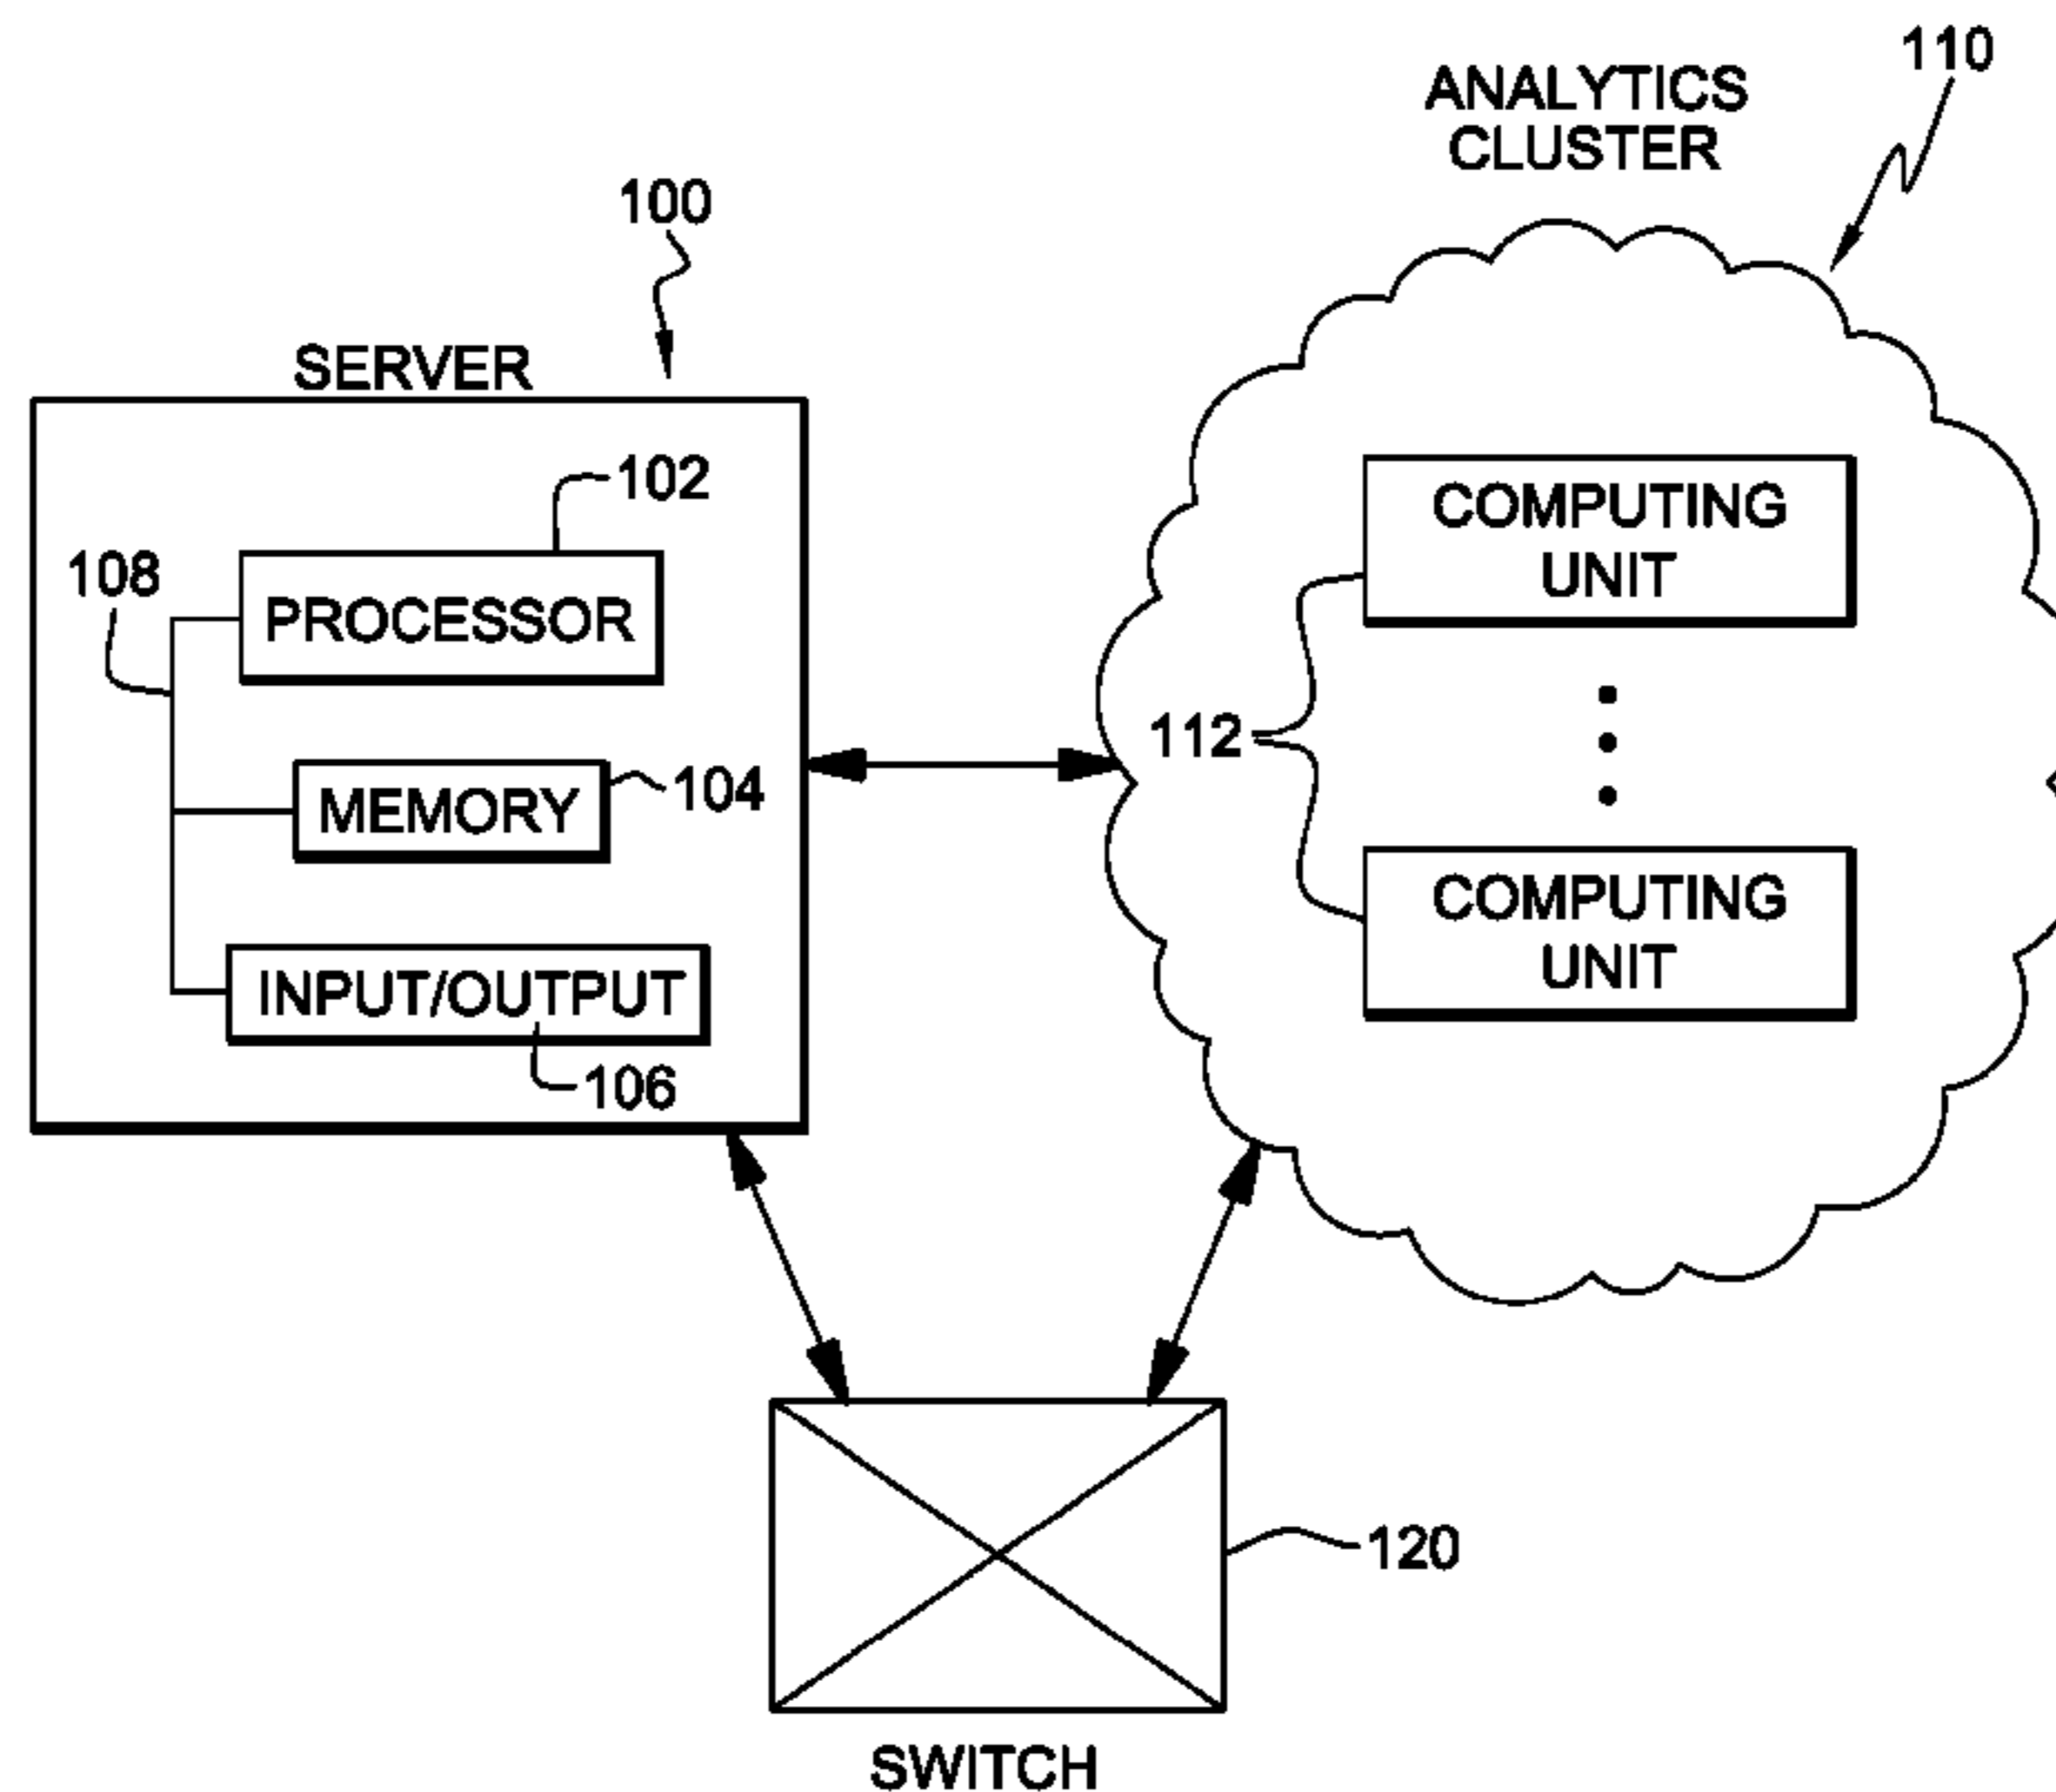 110
ANALYTICS
CLUSTER
100
SERVER
102
108
PROCESSOR
COMPUTING
UNIT
112
104
MEMORY
COMPUTING
UNIT
INPUT/OUTPUT
106
120
SWITCH